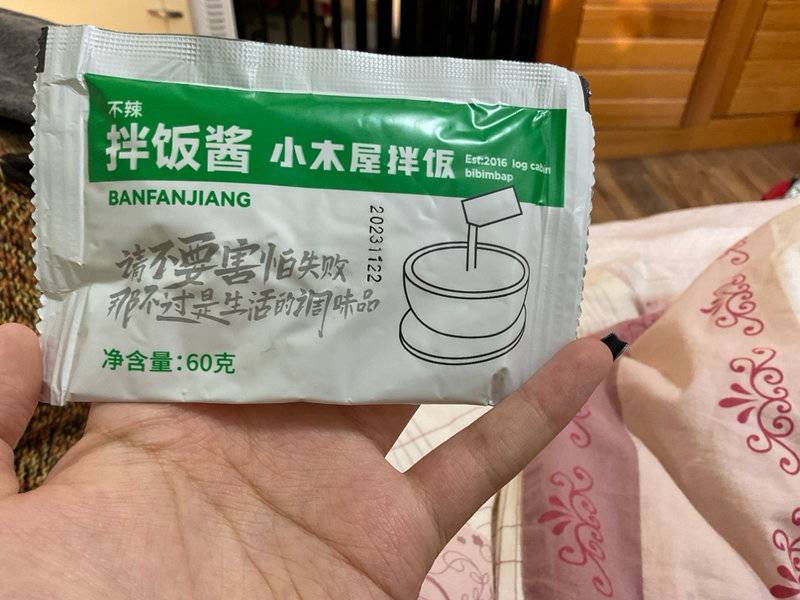 不辣
拌饭酱 小木屋拌饭 Est:2016 log cabin
bibimbap
BANFANJIANG
20231122
请不要害怕失败
那不过是生活的调味品
净含量:60克